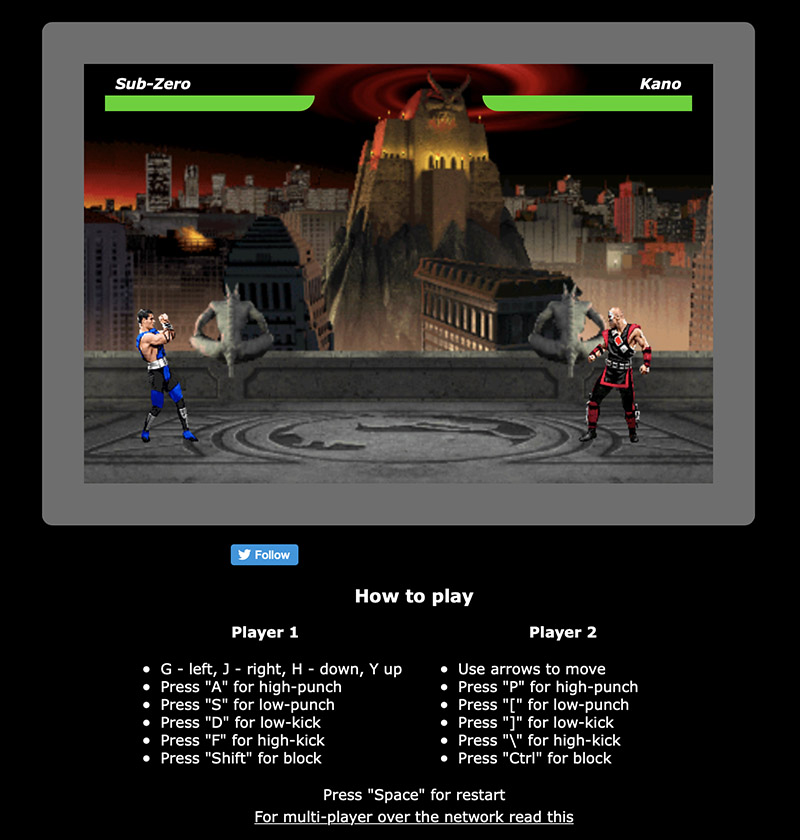 Sub-Zero
Kano
Follow
How to play
Player 1
• G - left, J - right, H - down, Y up
• Press "A" for high-punch
• Press "S" for low-punch
• Press "D" for low-kick
• Press "F" for high-kick
• Press "Shift" for block
Player 2
• Use arrows to move
• Press "P" for high-punch
• Press "[" for low-punch
• Press "]" for low-kick
• Press "\" for high-kick
• Press "Ctrl" for block
Press "Space" for restart
For multi-player over the network read this